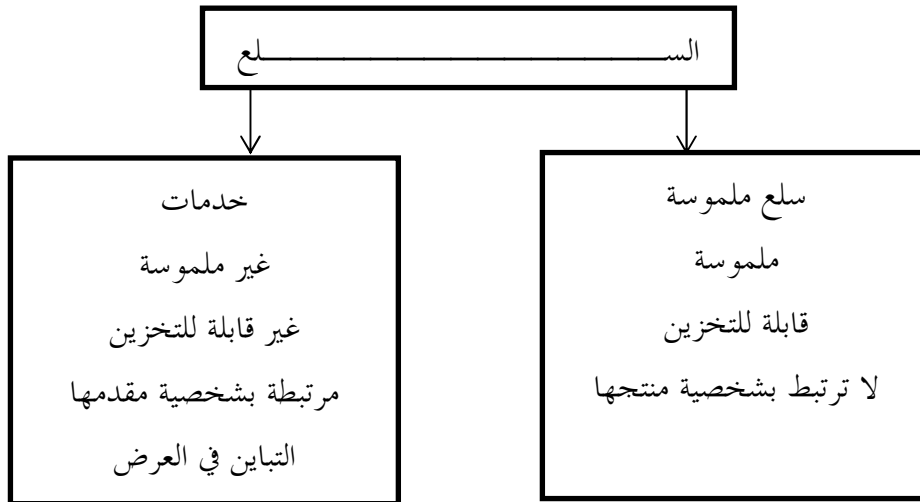 الســــــــــــــــــــــــلع
سلع ملموسة
ملموسة
قابلة للتخزين
لا ترتبط بشخصية منتجها
خدمات
غير ملموسة
غير قابلة للتخزين
مرتبطة بشخصية مقدمها
التباين في العرض